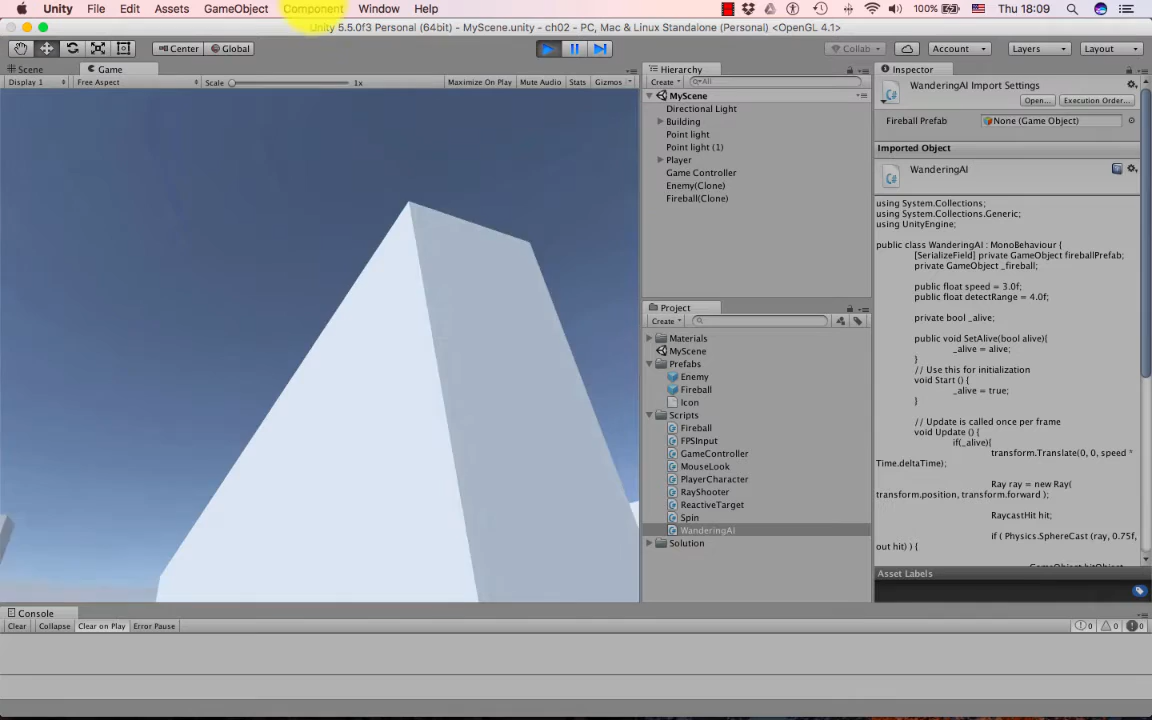 Unity File Edit Assets GameObject Component Window Help 100% Thu 18:09
Unity 5.5.0f3 Personal (64bit) - MyScene.unity - ch02 - PC, Mac & Linux Standalone (Personal) <OpenGL 4.1>
Center Global Collab Account Layers Layout
Scene Game Hierarchy Inspector
Display 1 Free Aspect Scale 1x Maximize On Play Mute Audio Stats Gizmos
Create All
MyScene
Directional Light
Building
Point light
Point light (1)
Player
Game Controller
Enemy(Clone)
Fireball(Clone)
Project
Create
Materials
MyScene
Prefabs
Enemy
Fireball
Icon
Scripts
Fireball
FPSInput
GameController
MouseLook
PlayerCharacter
RayShooter
ReactiveTarget
Spin
WanderingAI
Solution
WanderingAI Import Settings
Open... Execution Order...
Fireball Prefab None (Game Object)
Imported Object
WanderingAI
using System.Collections;
using System.Collections.Generic;
using UnityEngine;
public class WanderingAI : MonoBehaviour {
[SerializeField] private GameObject fireballPrefab;
private GameObject _fireball;
public float speed = 3.0f;
public float detectRange = 4.0f;
private bool _alive;
public void SetAlive(bool alive){
_alive = alive;
}
// Use this for initialization
void Start () {
_alive = true;
}
// Update is called once per frame
void Update () {
if(_alive){
transform.Translate(0, 0, speed *
Time.deltaTime);
Ray ray = new Ray(
transform.position, transform.forward );
RaycastHit hit;
if ( Physics.SphereCast (ray, 0.75f,
out hit) ) {
GameObject hitObject
Asset Labels
Console
Clear Collapse Clear on Play Error Pause 0 0 0